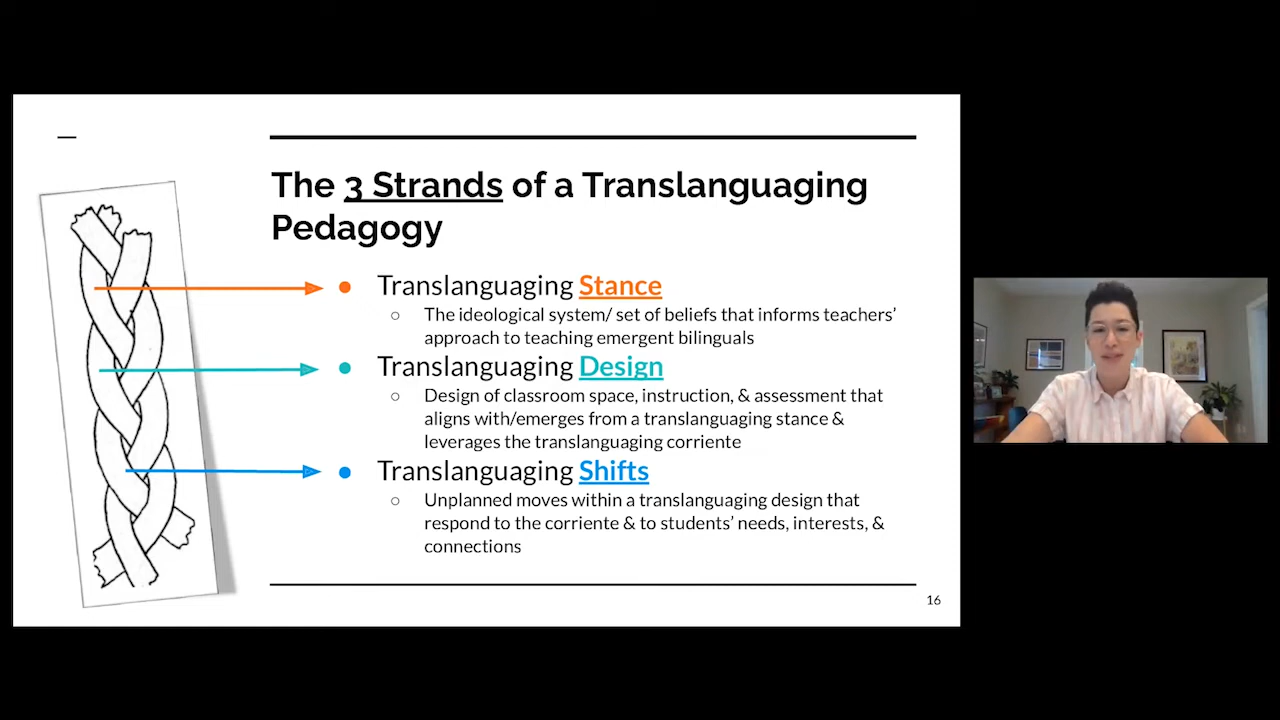 The 3 Strands of a Translanguaging
Pedagogy
● Translanguaging Stance
○ The ideological system/ set of beliefs that informs teachers'
approach to teaching emergent bilinguals
● Translanguaging Design
○ Design of classroom space, instruction, & assessment that
aligns with/emerges from a translanguaging stance &
leverages the translanguaging corriente
● Translanguaging Shifts
○ Unplanned moves within a translanguaging design that
respond to the corriente & to students' needs, interests, &
connections
16